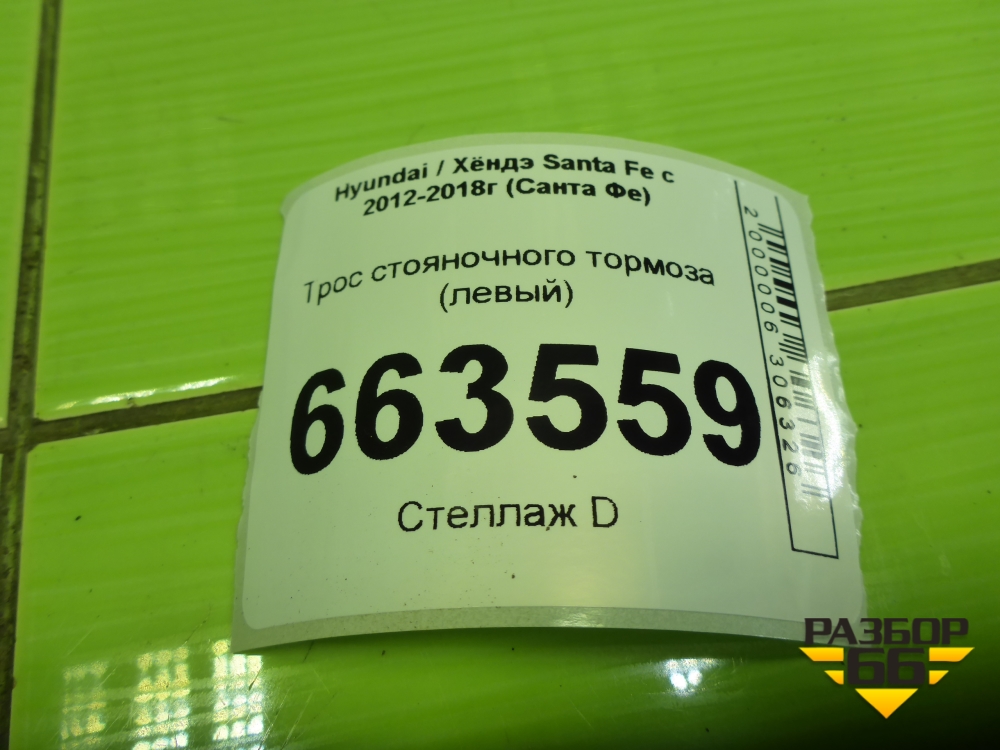 Hyundai / Хёндэ Santa Fe с
2012-2018г (Санта Фе)
Трос стояночного тормоза
(левый)
663559
Стеллаж D
2000006306326
РАЗБОР
66